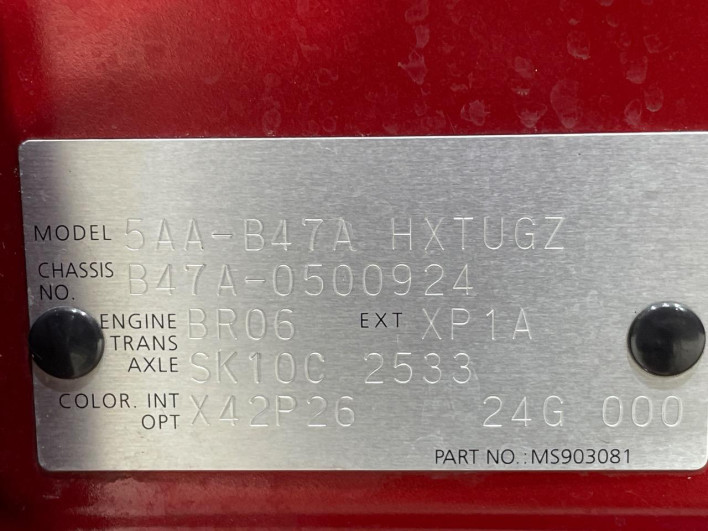 MODEL 5AA-B47A HXTUGZ
CHASSIS NO. B47A-0500924
ENGINE BR06 EXT XP1A
TRANS AXLE SK10C 2533
COLOR. INT OPT X42P26 24G 000
PART NO.:MS903081